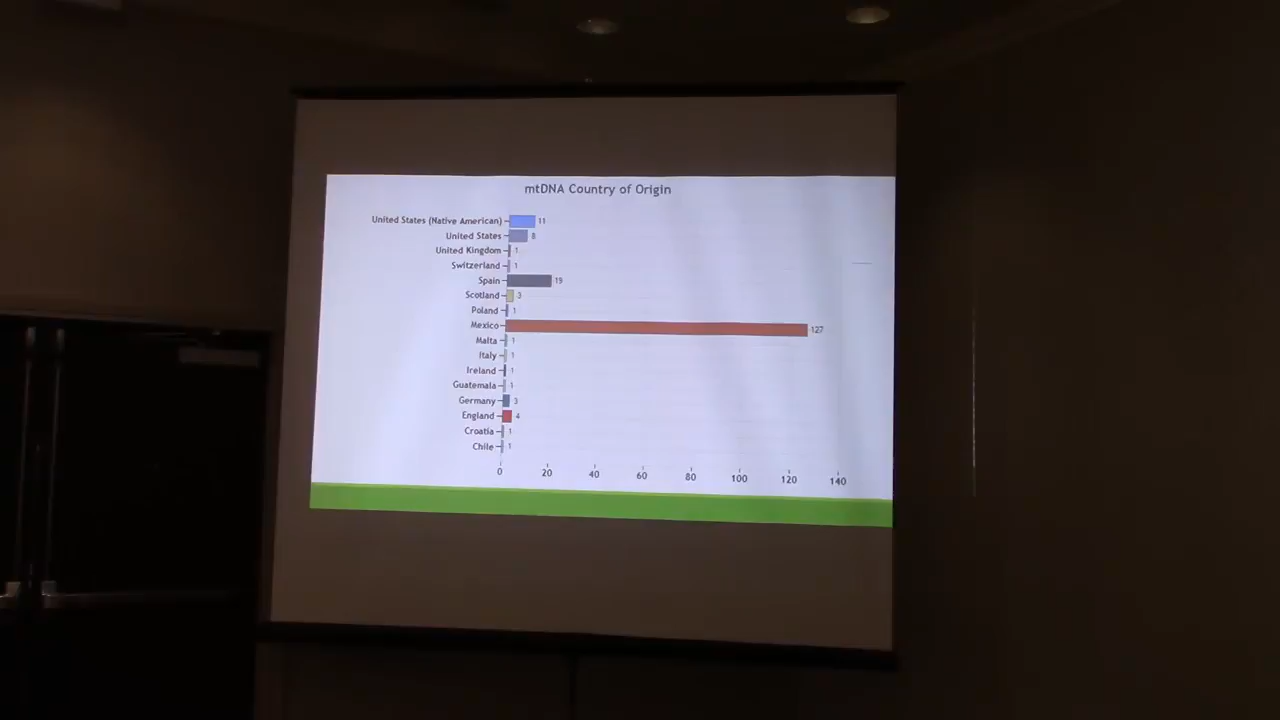 mtDNA Country of Origin
United States (Native American) 11
United States 8
United Kingdom 1
Switzerland 1
Spain 19
Scotland 3
Poland 1
Mexico 127
Malta 1
Italy 1
Ireland 1
Guatemala 1
Germany 3
England 4
Croatia 1
Chile 1
0 20 40 60 80 100 120 140